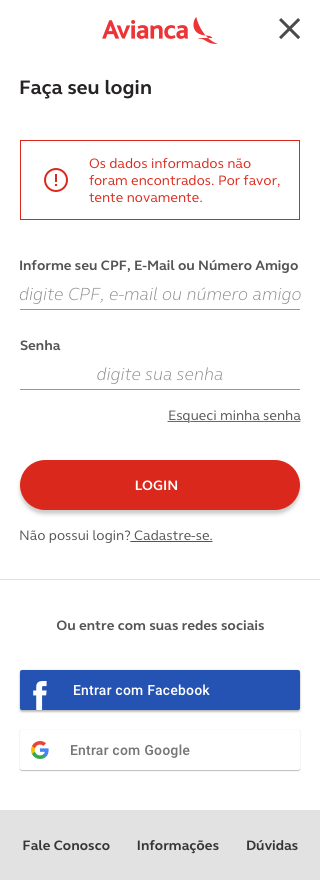 Avianca
Faça seu login
Os dados informados não
foram encontrados. Por favor,
tente novamente.
Informe seu CPF, E-Mail ou Número Amigo
digite CPF, e-mail ou número amigo
Senha
digite sua senha
Esqueci minha senha
LOGIN
Não possui login? Cadastre-se.
Ou entre com suas redes sociais
Entrar com Facebook
Entrar com Google
Fale Conosco Informações Dúvidas